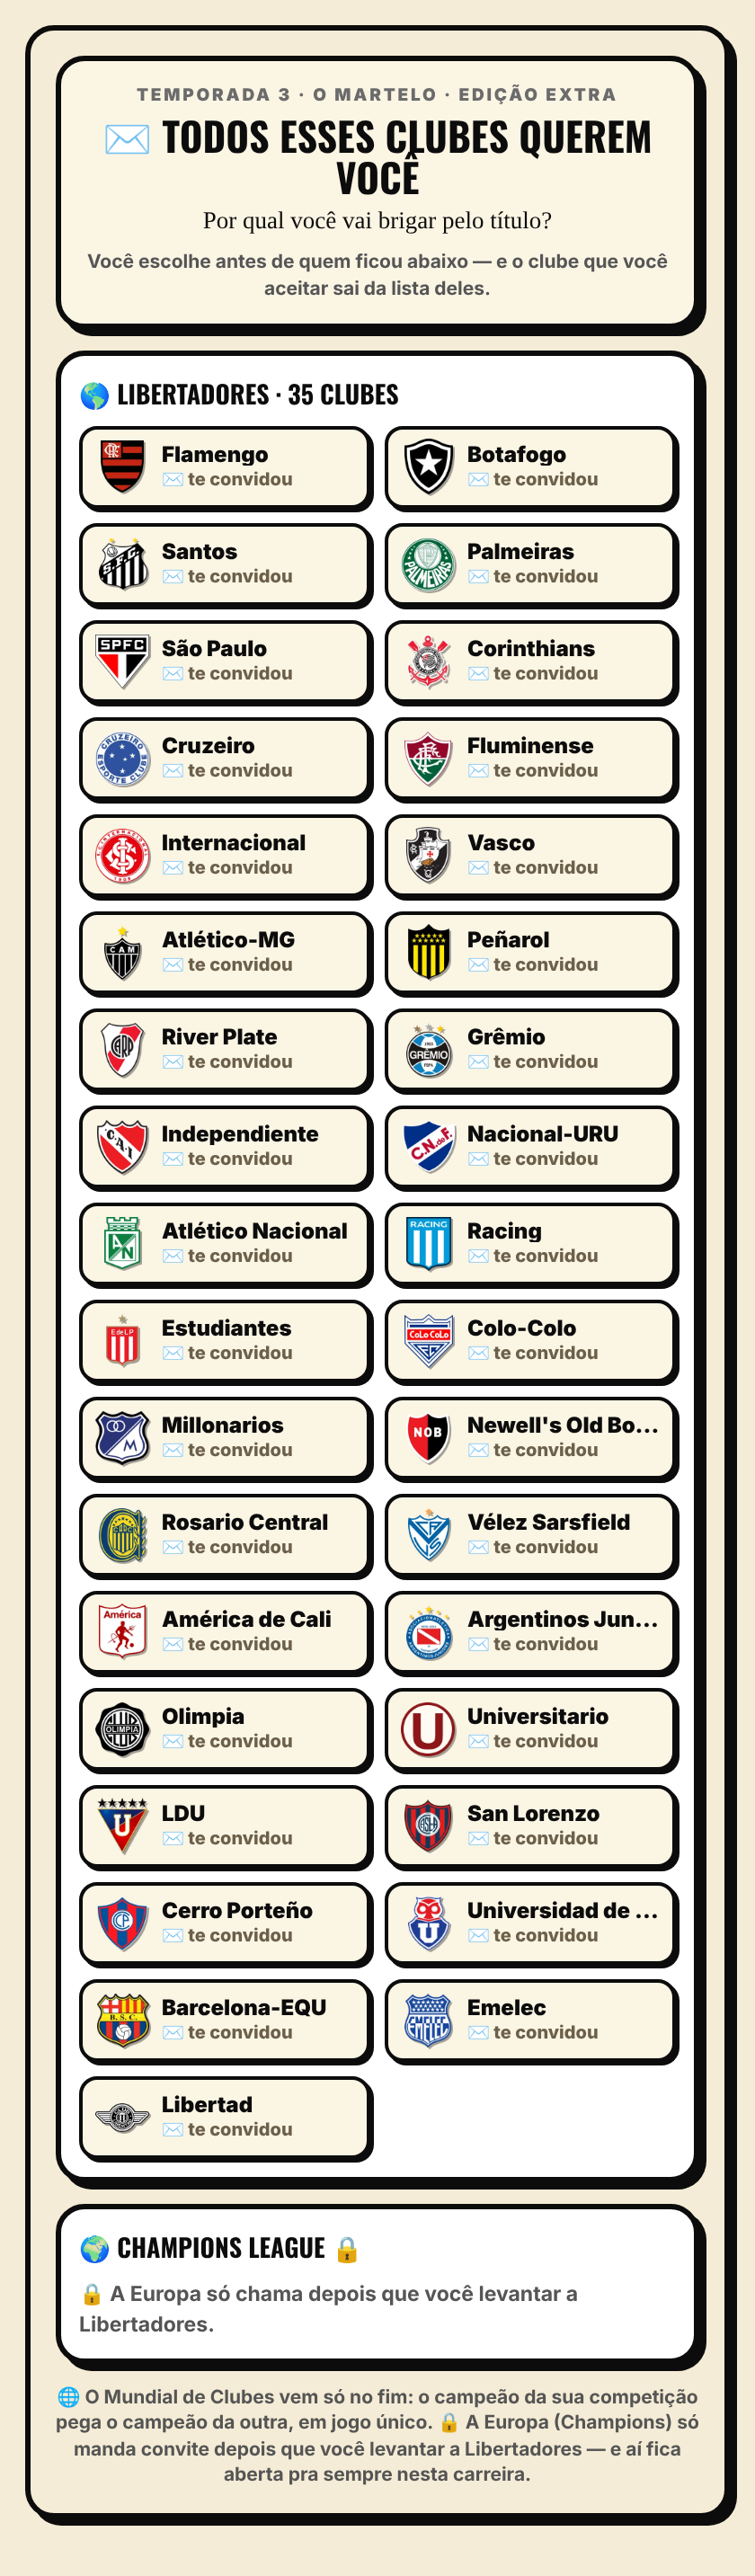 TEMPORADA 3 · O MARTELO · EDIÇÃO EXTRA
✉️ TODOS ESSES CLUBES QUEREM
VOCÊ
Por qual você vai brigar pelo título?
Você escolhe antes de quem ficou abaixo — e o clube que você
aceitar sai da lista deles.
🌎 LIBERTADORES · 35 CLUBES
Flamengo
✉️ te convidou
Botafogo
✉️ te convidou
Santos
✉️ te convidou
Palmeiras
✉️ te convidou
São Paulo
✉️ te convidou
Corinthians
✉️ te convidou
Cruzeiro
✉️ te convidou
Fluminense
✉️ te convidou
Internacional
✉️ te convidou
Vasco
✉️ te convidou
Atlético-MG
✉️ te convidou
Peñarol
✉️ te convidou
River Plate
✉️ te convidou
Grêmio
✉️ te convidou
Independiente
✉️ te convidou
Nacional-URU
✉️ te convidou
Atlético Nacional
✉️ te convidou
Racing
✉️ te convidou
Estudiantes
✉️ te convidou
Colo-Colo
✉️ te convidou
Millonarios
✉️ te convidou
Newell's Old Bo...
✉️ te convidou
Rosario Central
✉️ te convidou
Vélez Sarsfield
✉️ te convidou
América de Cali
✉️ te convidou
Argentinos Jun...
✉️ te convidou
Olimpia
✉️ te convidou
Universitario
✉️ te convidou
LDU
✉️ te convidou
San Lorenzo
✉️ te convidou
Cerro Porteño
✉️ te convidou
Universidad de ...
✉️ te convidou
Barcelona-EQU
✉️ te convidou
Emelec
✉️ te convidou
Libertad
✉️ te convidou
🌍 CHAMPIONS LEAGUE 🔒
🔒 A Europa só chama depois que você levantar a
Libertadores.
🌐 O Mundial de Clubes vem só no fim: o campeão da sua competição
pega o campeão da outra, em jogo único. 🔒 A Europa (Champions) só
manda convite depois que você levantar a Libertadores — e aí fica
aberta pra sempre nesta carreira.